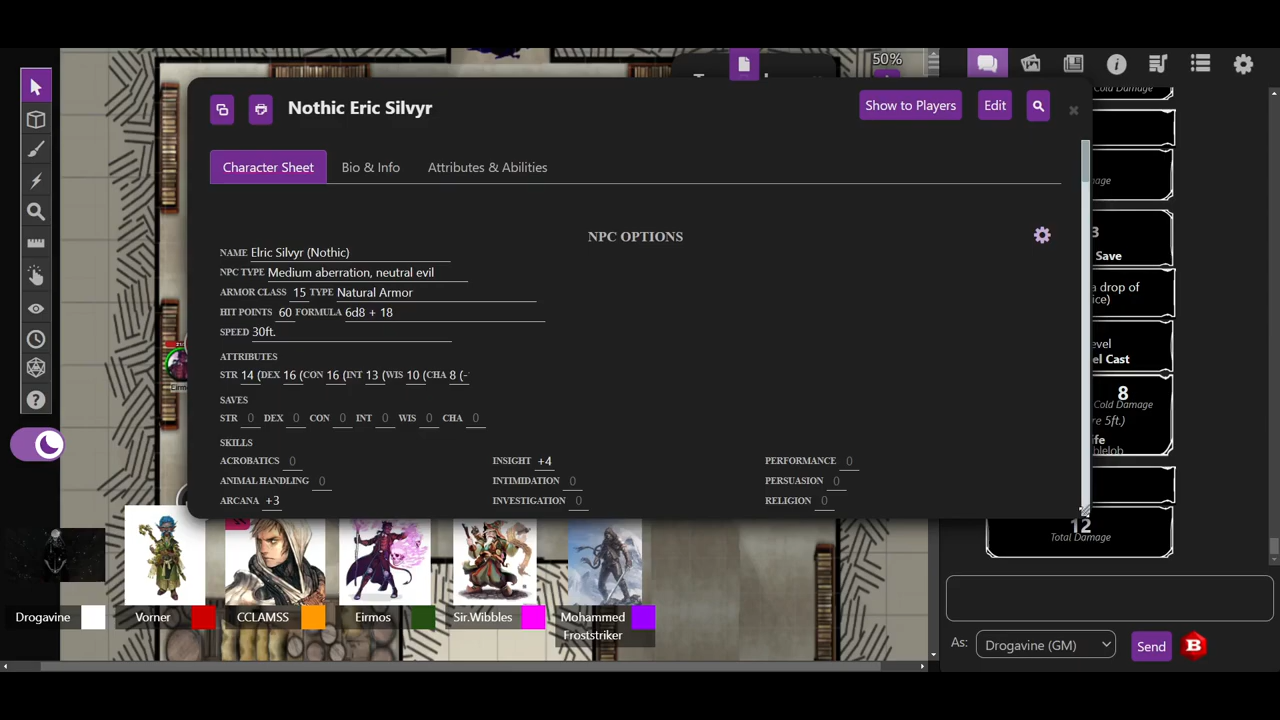 50%
Nothic Eric Silvyr
Show to Players
Edit
Character Sheet
Bio & Info
Attributes & Abilities
NPC OPTIONS
NAME Elric Silvyr (Nothic)
NPC TYPE Medium aberration, neutral evil
ARMOR CLASS 15 TYPE Natural Armor
HIT POINTS 60 FORMULA 6d8 + 18
SPEED 30ft.
ATTRIBUTES
STR 14 (DEX 16 (CON 16 (INT 13 (WIS 10 (CHA 8 (-
SAVES
STR 0 DEX 0 CON 0 INT 0 WIS 0 CHA 0
SKILLS
ACROBATICS 0 INSIGHT +4 PERFORMANCE 0
ANIMAL HANDLING 0 INTIMIDATION 0 PERSUASION 0
ARCANA +3 INVESTIGATION 0 RELIGION 0
Cold Damage
3
Save
a drop of
Cast
8
Cold Damage
5ft.)
12
Total Damage
Drogavine
Vorner
CCLAMSS
Eirmos
Sir.Wibbles
Mohammed
Froststriker
As: Drogavine (GM) Send